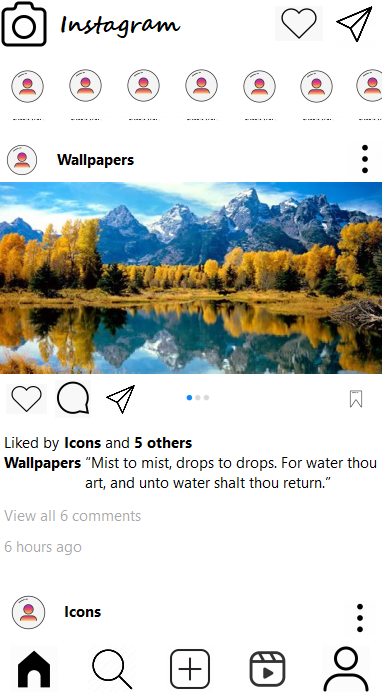 Instagram
Wallpapers
Liked by Icons and 5 others
Wallpapers “Mist to mist, drops to drops. For water thou
art, and unto water shalt thou return.”
View all 6 comments
6 hours ago
Icons